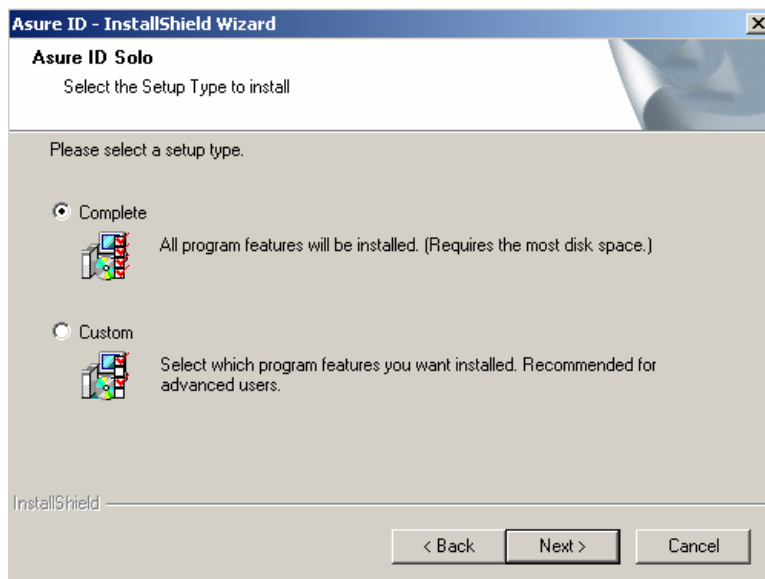 Asure ID - InstallShield Wizard
Asure ID Solo
Select the Setup Type to install
Please select a setup type.
Complete
All program features will be installed. (Requires the most disk space.)
Custom
Select which program features you want installed. Recommended for
advanced users.
InstallShield
< Back Next > Cancel